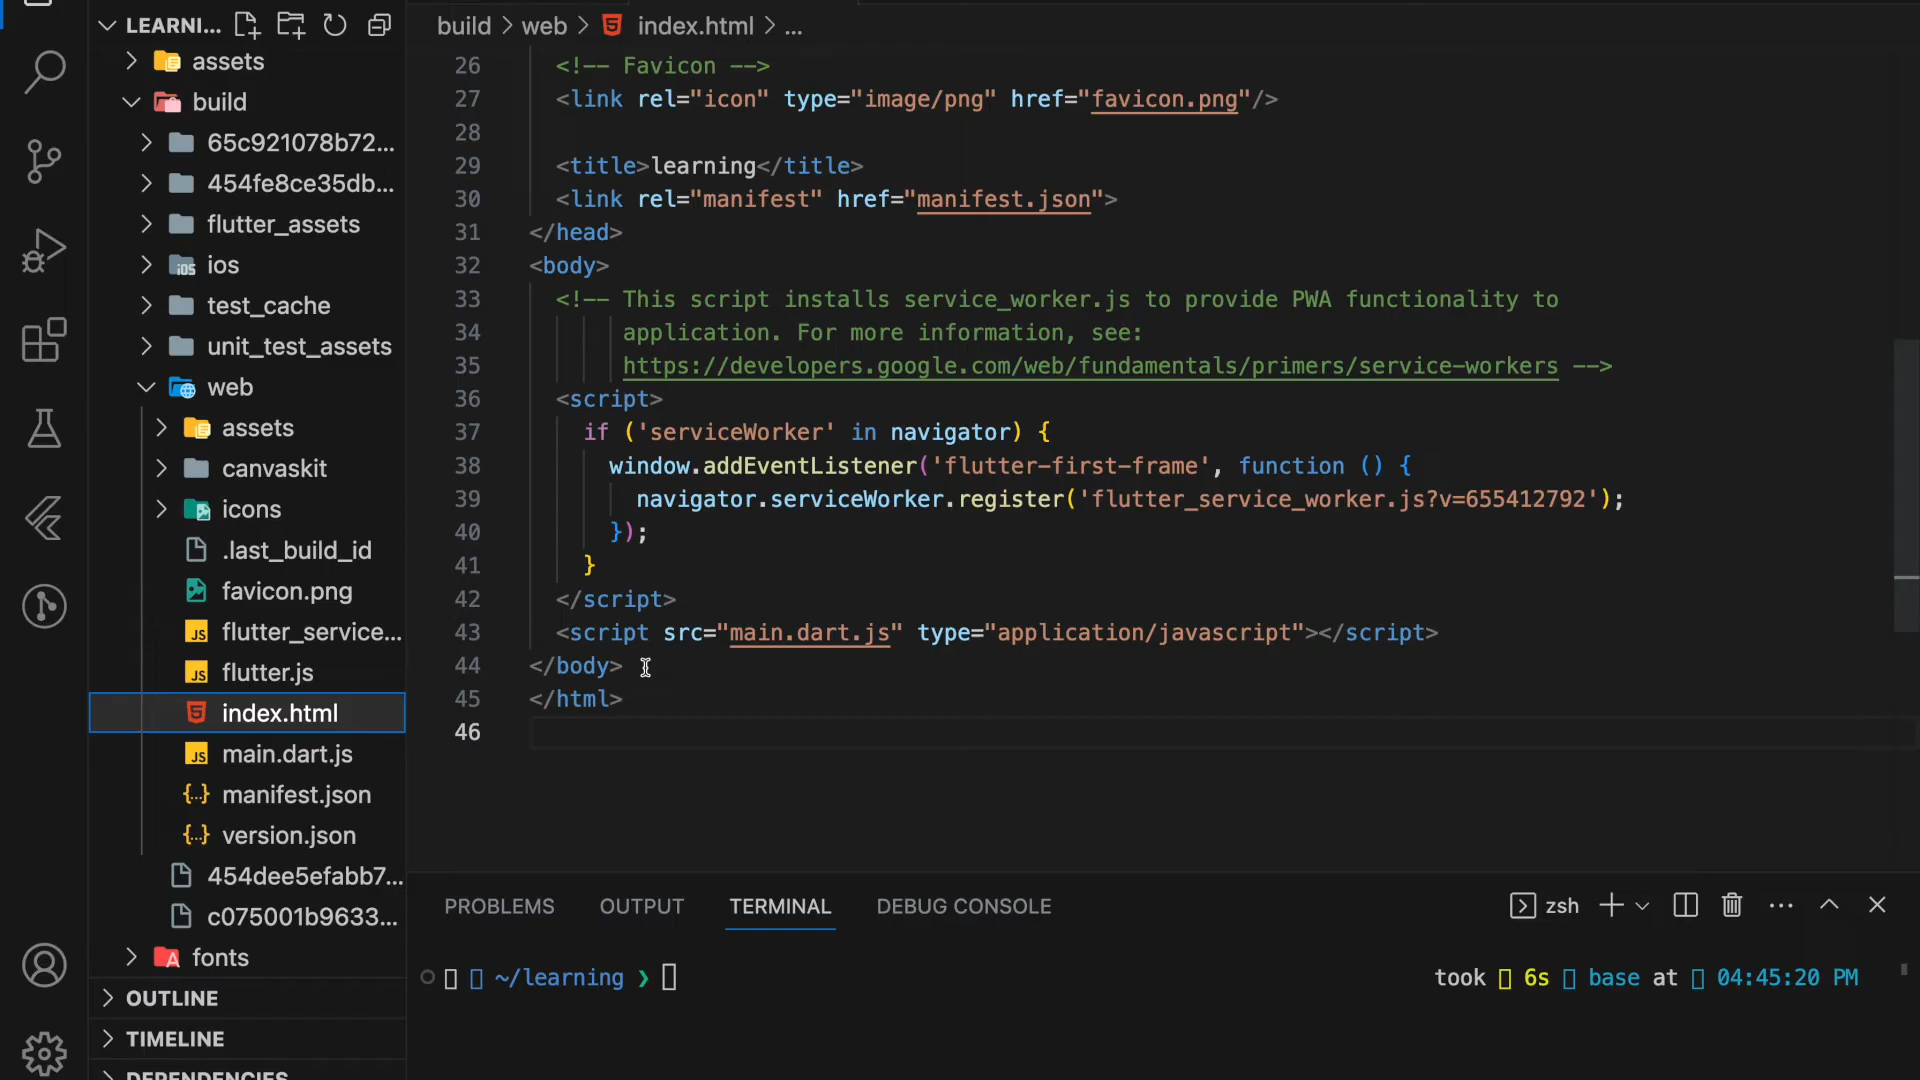 LEARNI...
assets
build
65c921078b72...
454fe8ce35db...
flutter_assets
ios
test_cache
unit_test_assets
web
assets
canvaskit
icons
.last_build_id
favicon.png
JS flutter_service...
JS flutter.js
index.html
JS main.dart.js
{..} manifest.json
{..} version.json
454dee5efabb7...
c075001b9633...
fonts
OUTLINE
TIMELINE
DEPENDENCIES
build > web > index.html > ...
26 <!-- Favicon -->
27 <link rel="icon" type="image/png" href="favicon.png"/>
28
29 <title>learning</title>
30 <link rel="manifest" href="manifest.json">
31 </head>
32 <body>
33 <!-- This script installs service_worker.js to provide PWA functionality to
34 application. For more information, see:
35 https://developers.google.com/web/fundamentals/primers/service-workers -->
36 <script>
37 if ('serviceWorker' in navigator) {
38 window.addEventListener('flutter-first-frame', function () {
39 navigator.serviceWorker.register('flutter_service_worker.js?v=655412792');
40 });
41 }
42 </script>
43 <script src="main.dart.js" type="application/javascript"></script>
44 </body>
45 </html>
46
PROBLEMS OUTPUT TERMINAL DEBUG CONSOLE zsh
~/learning ❯ took 6s base at 04:45:20 PM